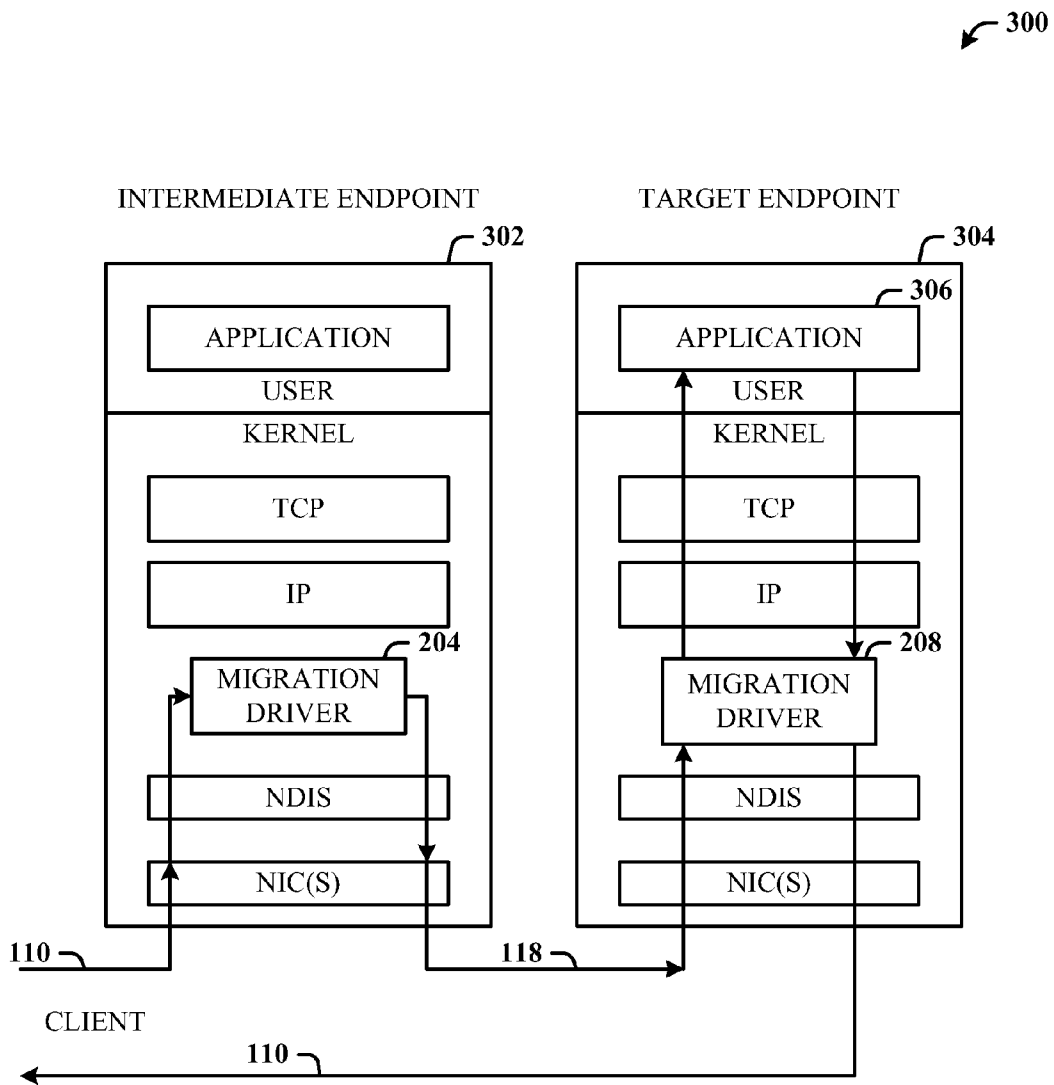 300
INTERMEDIATE ENDPOINT
302
APPLICATION
USER
KERNEL
TCP
IP
204
MIGRATION
DRIVER
NDIS
NIC(S)
TARGET ENDPOINT
304
306
APPLICATION
USER
KERNEL
TCP
IP
208
MIGRATION
DRIVER
NDIS
NIC(S)
110
118
CLIENT
110